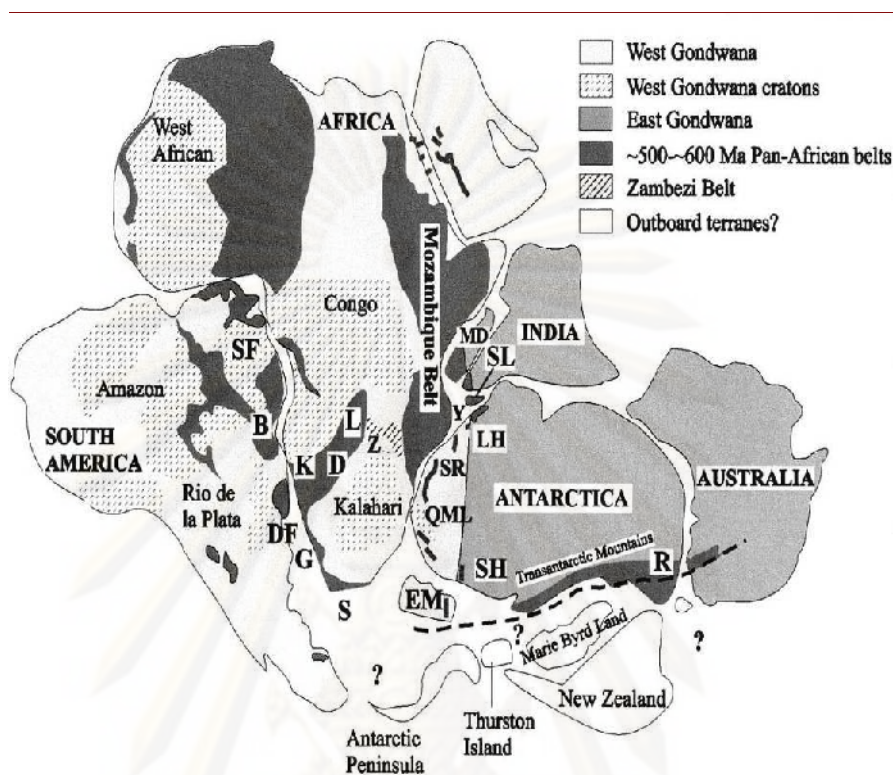 West Gondwana
West Gondwana cratons
East Gondwana
~500-~600 Ma Pan-African belts
Zambezi Belt
Outboard terranes?
West
African
AFRICA
Mozambique Belt
Congo
MD
INDIA
SL
SF
Amazon
B
L
Z
Y
LH
SOUTH
AMERICA
K
D
SR
ANTARCTICA
AUSTRALIA
Rio de
la Plata
Kalahari
QML
DF
G
SH
Transantarctic Mountains
R
S
EM
?
?
?
Marie Byrd Land
New Zealand
Thurston
Island
Antarctic
Peninsula